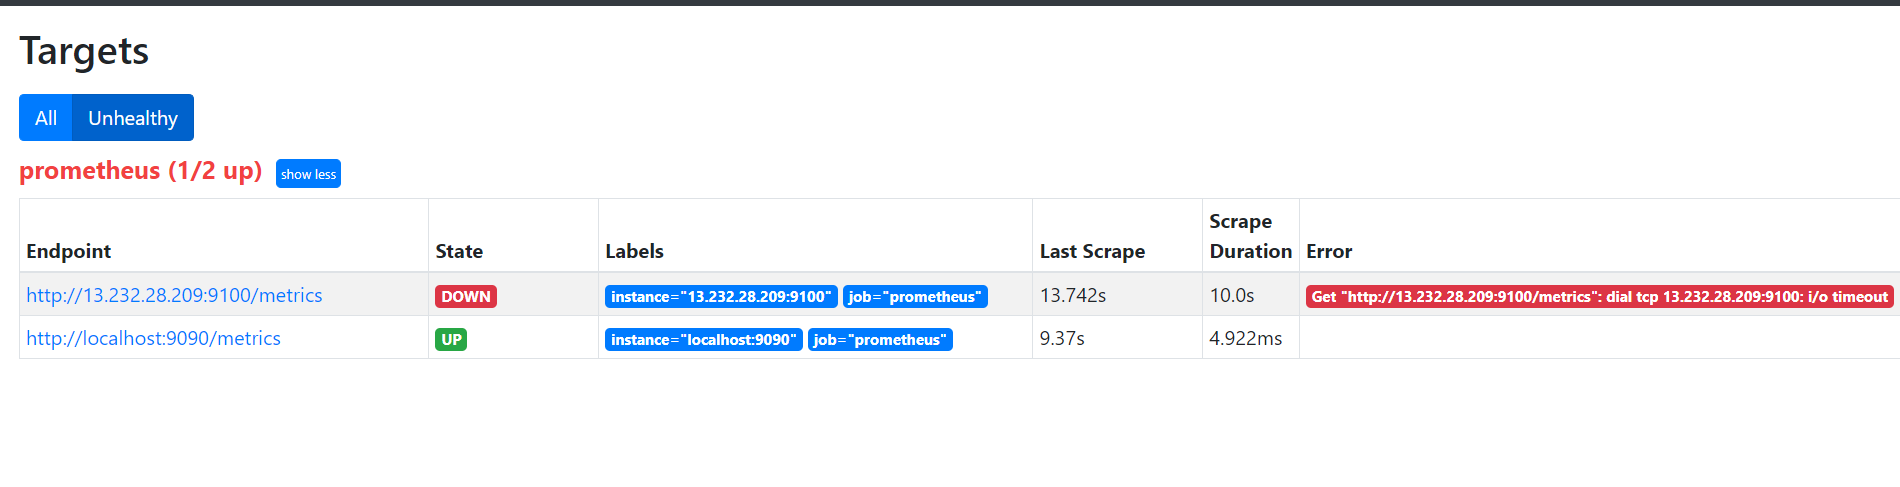 Targets
All Unhealthy
prometheus (1/2 up) show less
Endpoint State Labels Last Scrape Scrape Duration Error
http://13.232.28.209:9100/metrics DOWN instance="13.232.28.209:9100" job="prometheus" 13.742s 10.0s Get "http://13.232.28.209:9100/metrics": dial tcp 13.232.28.209:9100: i/o timeout
http://localhost:9090/metrics UP instance="localhost:9090" job="prometheus" 9.37s 4.922ms